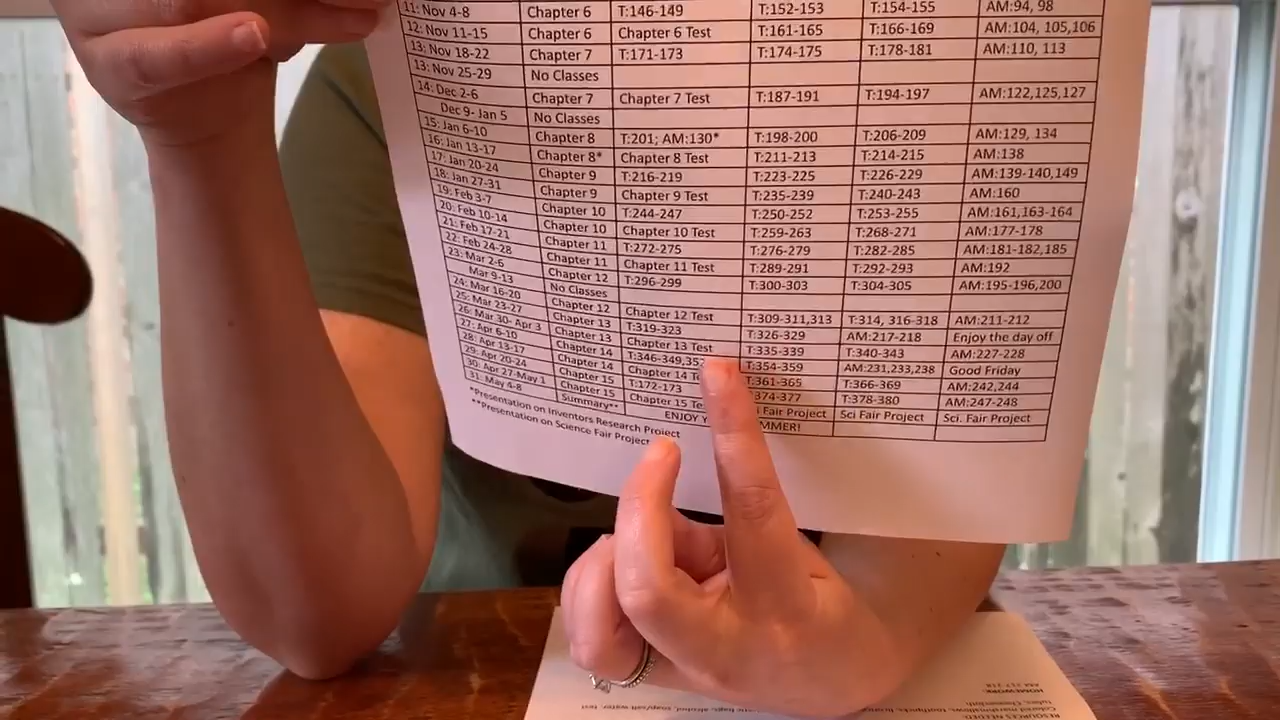 11: Nov 4-8 Chapter 6 T:146-149 T:152-153 T:154-155 AM:94, 98
12: Nov 11-15 Chapter 6 Chapter 6 Test T:161-165 T:166-169 AM:104, 105,106
13: Nov 18-22 Chapter 7 T:171-173 T:174-175 T:178-181 AM:110, 113
13: Nov 25-29 No Classes
14: Dec 2-6 Chapter 7 Chapter 7 Test T:187-191 T:194-197 AM:122,125,127
Dec 9- Jan 5 No Classes
15: Jan 6-10 Chapter 8 T:201; AM:130* T:198-200 T:206-209 AM:129, 134
16: Jan 13-17 Chapter 8* Chapter 8 Test T:211-213 T:214-215 AM:138
17: Jan 20-24 Chapter 9 T:216-219 T:223-225 T:226-229 AM:139-140,149
18: Jan 27-31 Chapter 9 Chapter 9 Test T:235-239 T:240-243 AM:160
19: Feb 3-7 Chapter 10 T:244-247 T:250-252 T:253-255 AM:161,163-164
20: Feb 10-14 Chapter 10 Chapter 10 Test T:259-263 T:268-271 AM:177-178
21: Feb 17-21 Chapter 11 T:272-275 T:276-279 T:282-285 AM:181-182,185
22: Feb 24-28 Chapter 11 Chapter 11 Test T:289-291 T:292-293 AM:192
23: Mar 2-6 Chapter 12 T:296-299 T:300-303 T:304-305 AM:195-196,200
Mar 9-13 No Classes
24: Mar 16-20 Chapter 12 Chapter 12 Test T:309-311,313 T:314, 316-318 AM:211-212
25: Mar 23-27 Chapter 13 T:319-323 T:326-329 AM:217-218 Enjoy the day off
26: Mar 30- Apr 3 Chapter 13 Chapter 13 Test T:335-339 T:340-343 AM:227-228
27: Apr 6-10 Chapter 14 T:346-349, T:354-359 AM:231,233,238 Good Friday
28: Apr 13-17 Chapter 14 Chapter 14 T:361-365 T:366-369 AM:242,244
29: Apr 20-24 Chapter 15 T:172-173 374-377 T:378-380 AM:247-248
30: Apr 27-May 1 Chapter 15 Chapter 15 Fair Project Sci Fair Project Sci. Fair Project
31: May 4-8 Summary** ENJOY MMER!
*Presentation on Inventors Research Project
**Presentation on Science Fair Project
RESOURCES NEEDED:
HOMEWORK: